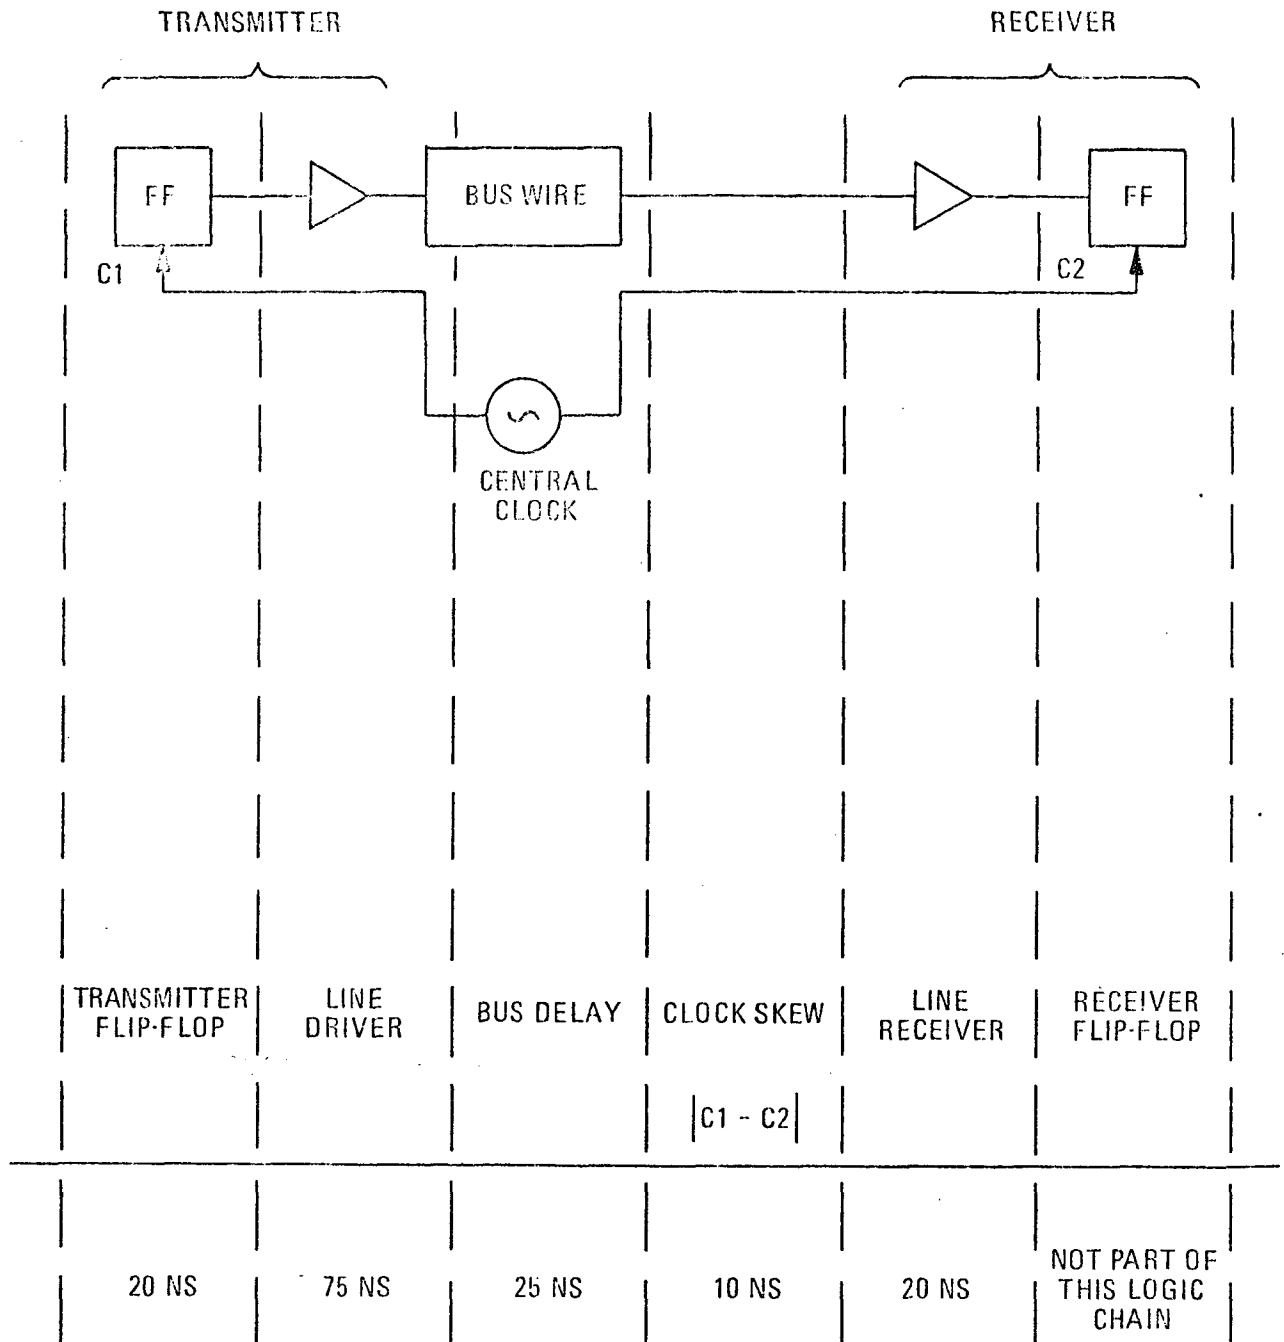 TRANSMITTER
RECEIVER
FF
BUS WIRE
FF
C1
C2
CENTRAL
CLOCK
TRANSMITTER
FLIP-FLOP
LINE
DRIVER
BUS DELAY
CLOCK SKEW
|C1 - C2|
LINE
RECEIVER
RECEIVER
FLIP-FLOP
20 NS
75 NS
25 NS
10 NS
20 NS
NOT PART OF
THIS LOGIC
CHAIN